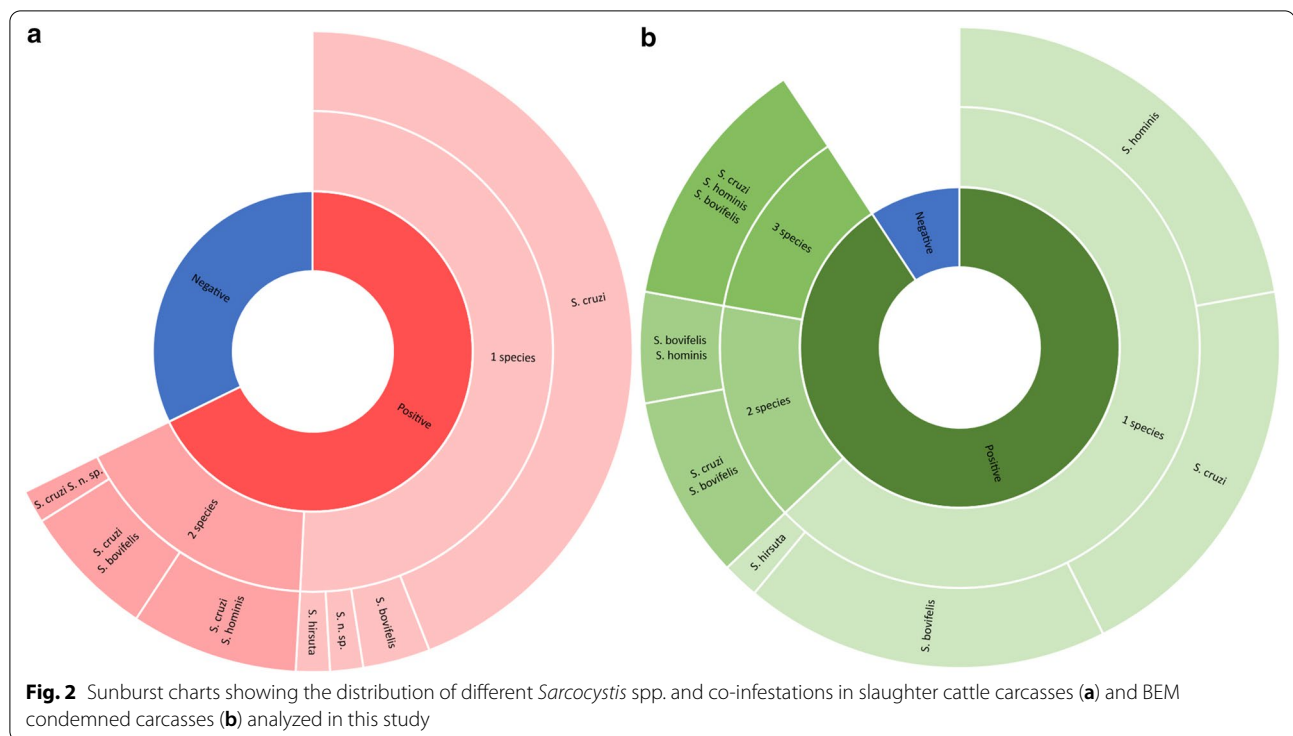 a
Negative
Positive
1 species
2 species
S. cruzi
S. bovifelis
S. n. sp.
S. hirsuta
S. cruzi
S. hominis
S. cruzi
S. bovifelis
S. cruzi S. n. sp.
b
Negative
Positive
1 species
2 species
3 species
S. hominis
S. cruzi
S. bovifelis
S. hirsuta
S. cruzi
S. bovifelis
S. bovifelis
S. hominis
S. cruzi
S. hominis
S. bovifelis
Fig. 2 Sunburst charts showing the distribution of different Sarcocystis spp. and co-infestations in slaughter cattle carcasses (a) and BEM
condemned carcasses (b) analyzed in this study